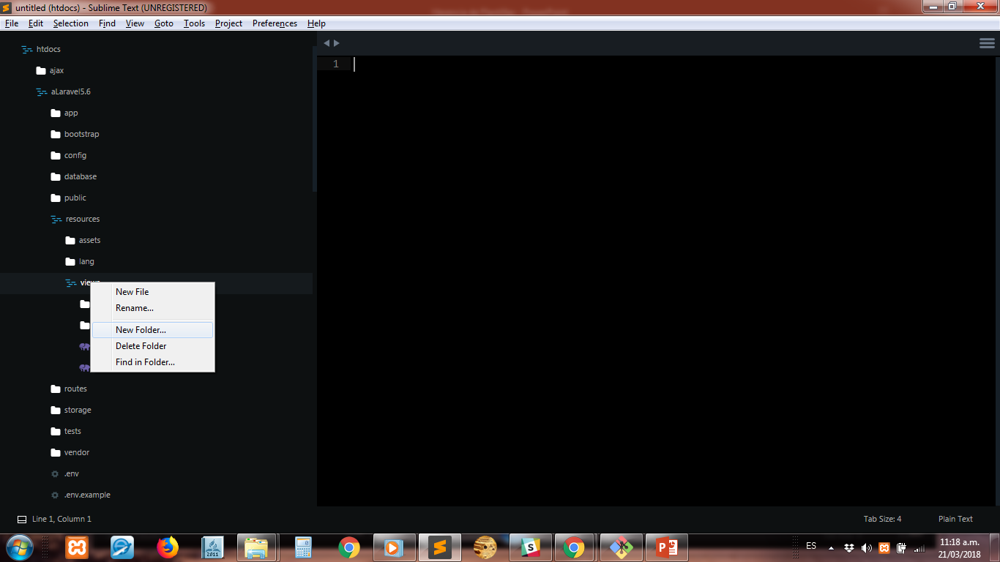 untitled (htdocs) - Sublime Text (UNREGISTERED)
File Edit Selection Find View Goto Tools Project Preferences Help
htdocs
ajax
aLaravel5.6
app
bootstrap
config
database
public
resources
assets
lang
views
New File
Rename...
New Folder...
Delete Folder
Find in Folder...
routes
storage
tests
vendor
.env
.env.example
1
Line 1, Column 1
Tab Size: 4
Plain Text
2011
ES
11:18 a.m.
21/03/2018